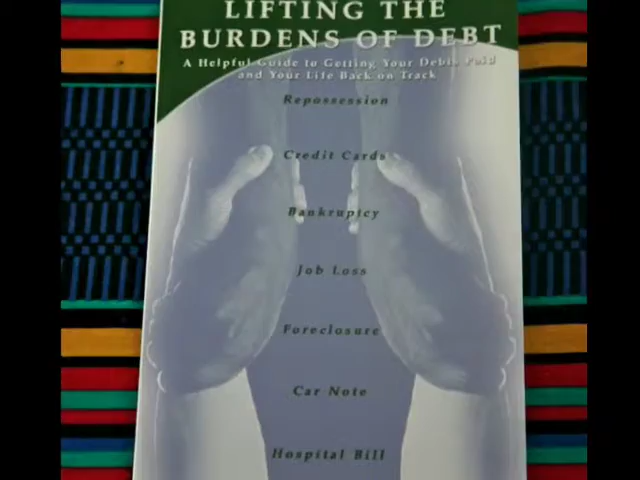 LIFTING THE
BURDENS OF DEBT
A Helpful Guide to Getting Your Debts Paid
and Your Life Back on Track
Repossession
Credit Cards
Bankruptcy
Job Loss
Foreclosure
Car Note
Hospital Bill